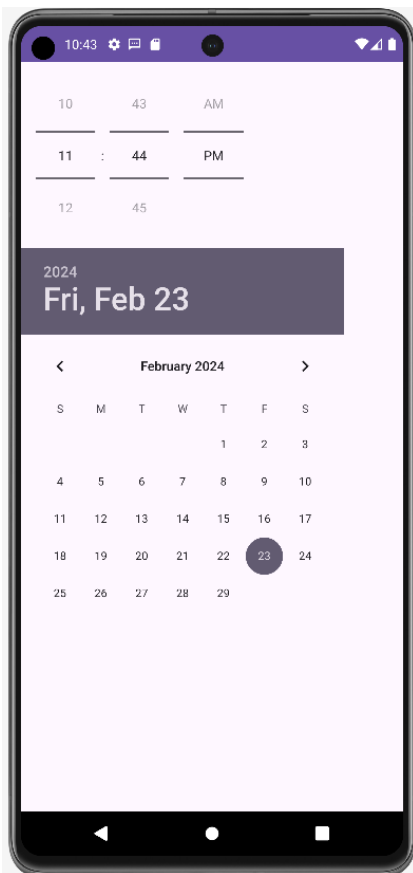 10:43
10 43 AM
11 : 44 PM
12 45
2024
Fri, Feb 23
February 2024
S M T W T F S
1 2 3
4 5 6 7 8 9 10
11 12 13 14 15 16 17
18 19 20 21 22 23 24
25 26 27 28 29